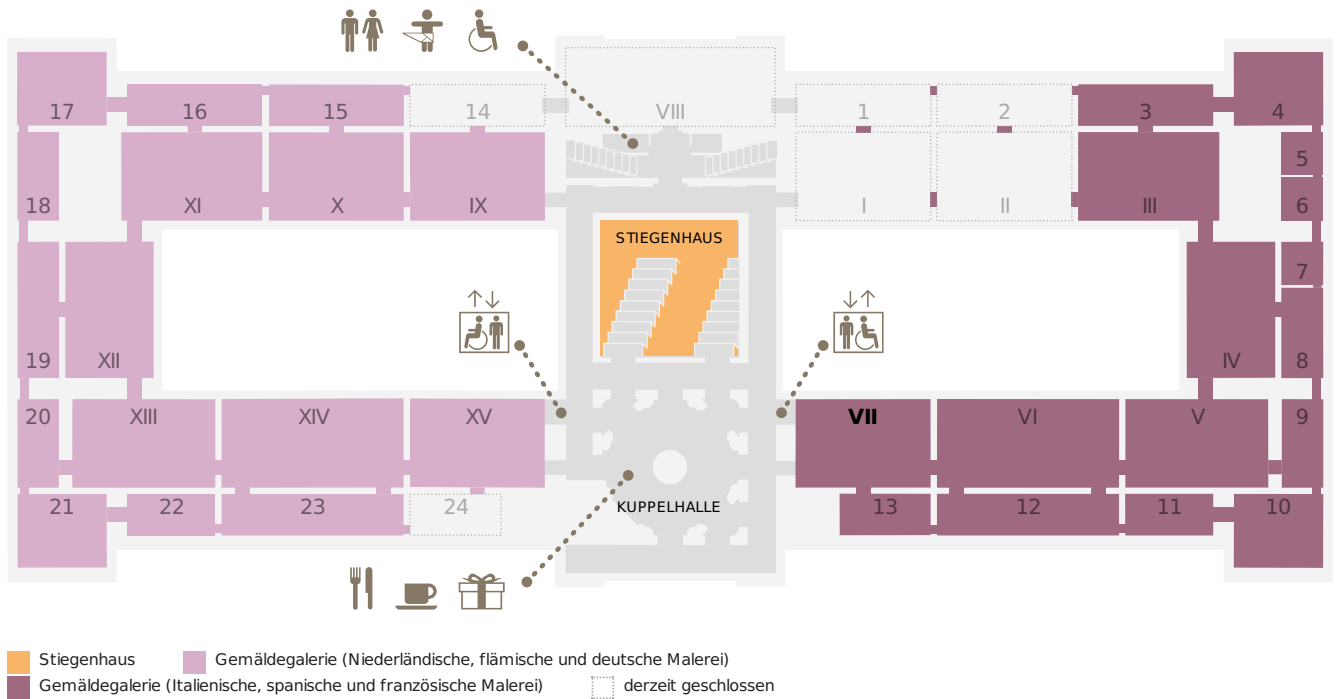 17 16 15 14 VIII 1 2 3 4
5
18 XI X IX I II III 6
STIEGENHAUS
7
19 XII IV 8
20 XIII XIV XV VII VI V 9
21 22 23 24 KUPPELHALLE 13 12 11 10
Stiegenhaus Gemäldegalerie (Niederländische, flämische und deutsche Malerei)
Gemäldegalerie (Italienische, spanische und französische Malerei) derzeit geschlossen